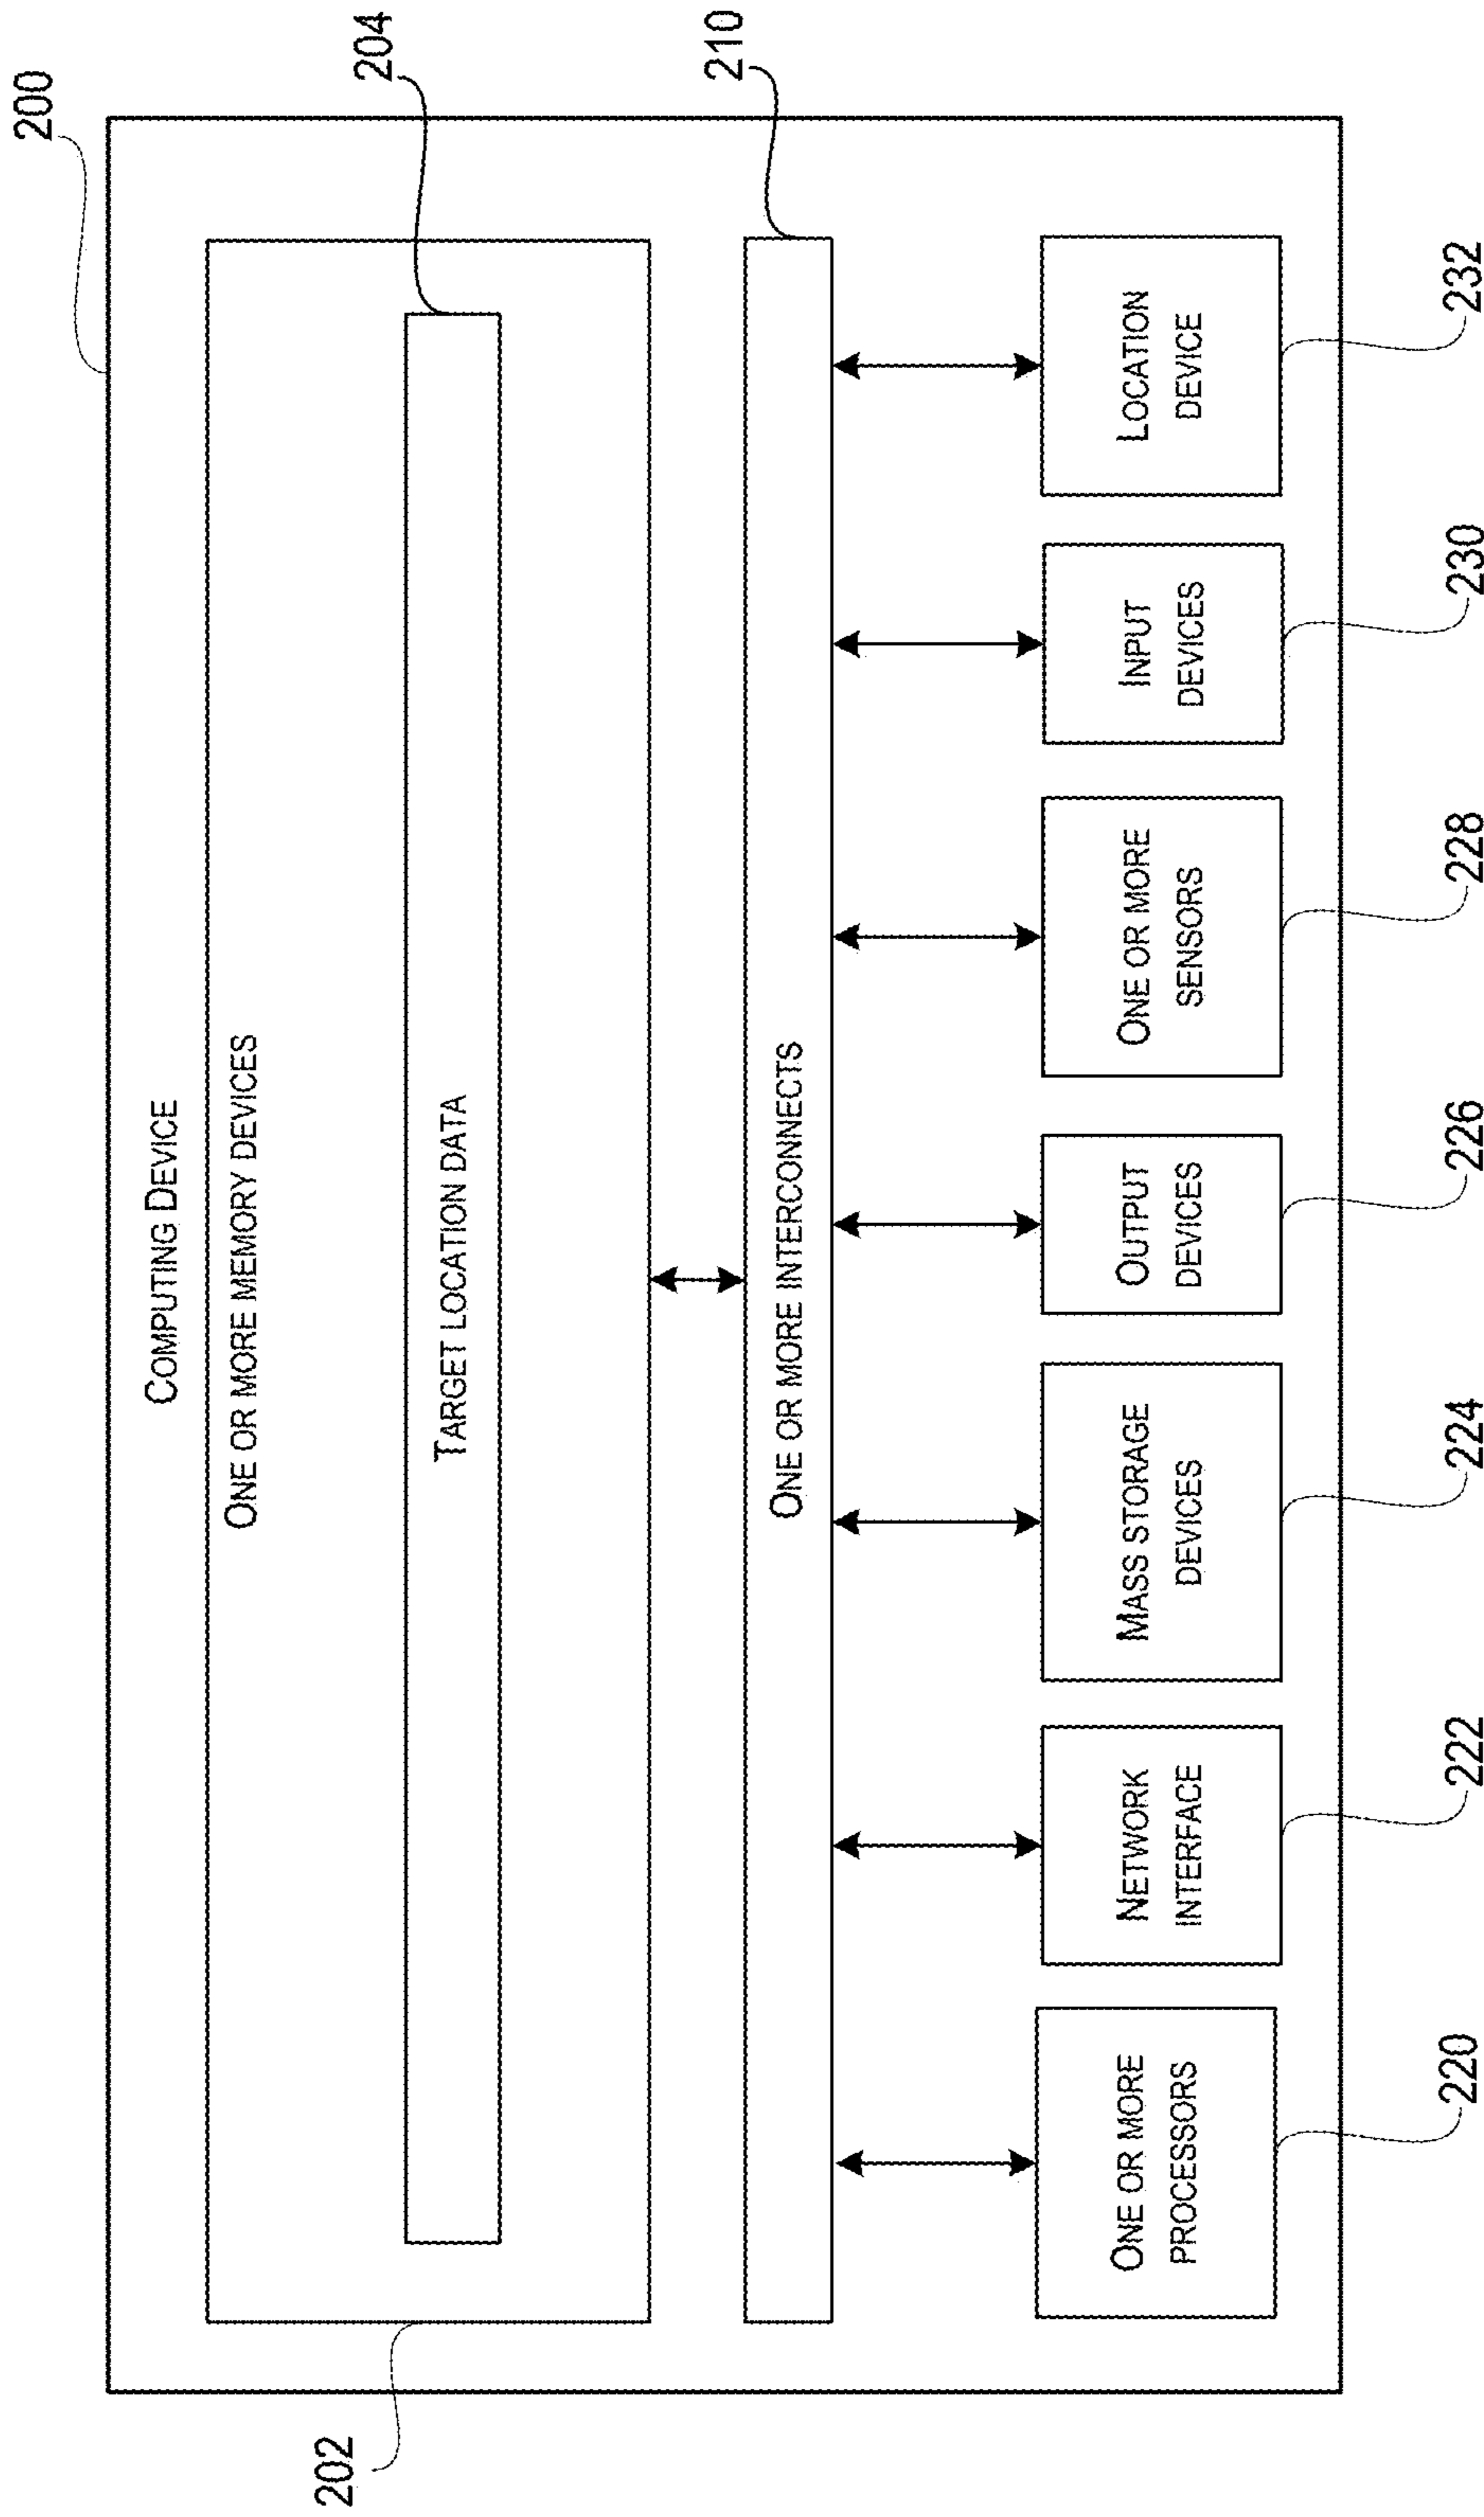 200
COMPUTING DEVICE
202
ONE OR MORE MEMORY DEVICES
204
TARGET LOCATION DATA
210
ONE OR MORE INTERCONNECTS
ONE OR MORE
PROCESSORS
NETWORK
INTERFACE
MASS STORAGE
DEVICES
OUTPUT
DEVICES
ONE OR MORE
SENSORS
INPUT
DEVICES
LOCATION
DEVICE
220
222
224
226
228
230
232